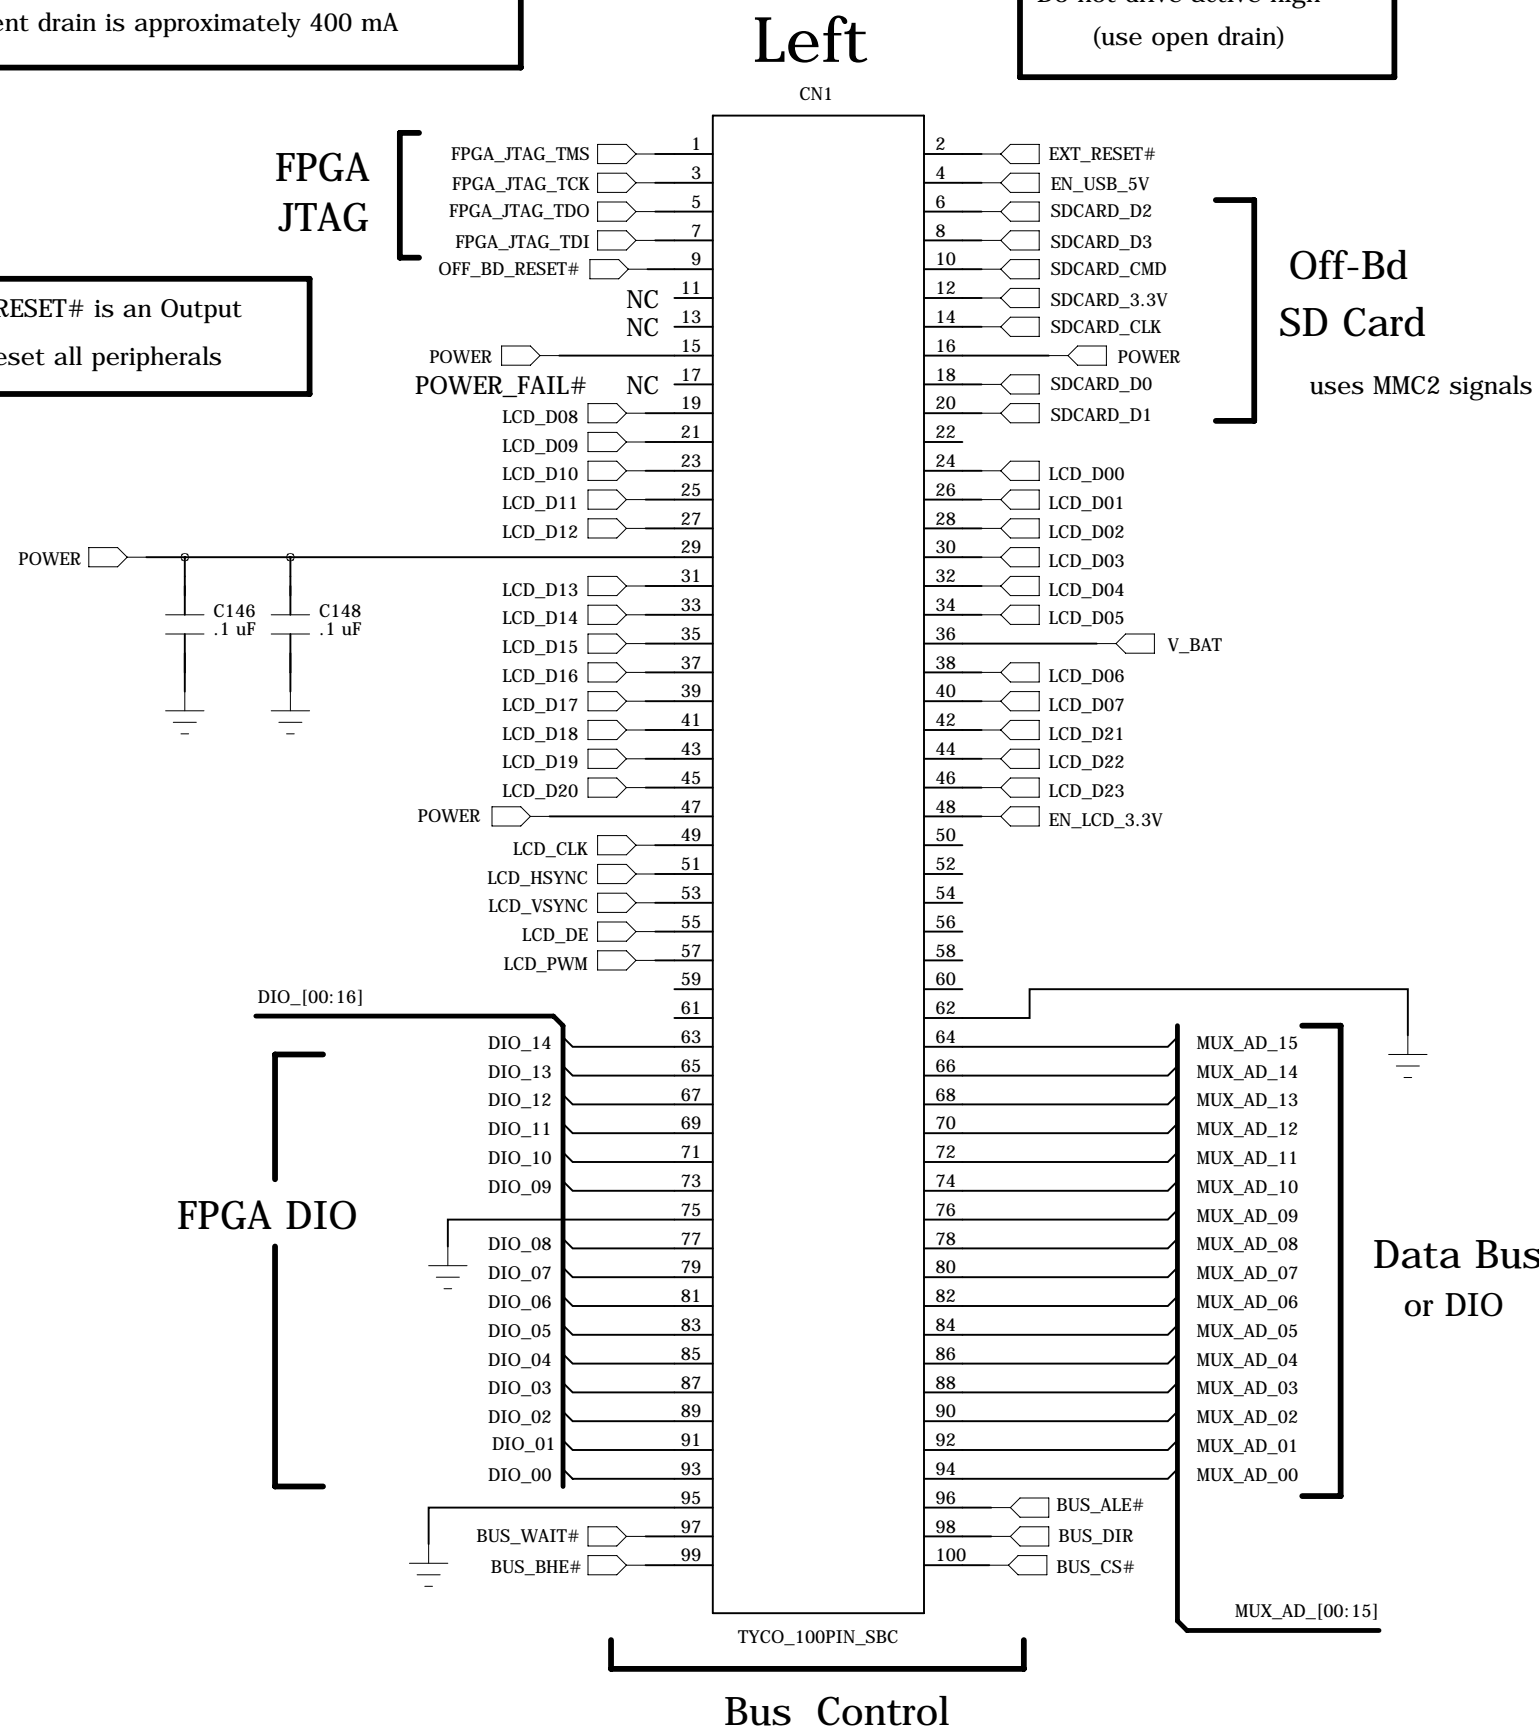 ent drain is approximately 400 mA
Left
(use open drain)
CN1
FPGA
JTAG
FPGA_JTAG_TMS 1
2 EXT_RESET#
FPGA_JTAG_TCK 3
4 EN_USB_5V
FPGA_JTAG_TDO 5
6 SDCARD_D2
FPGA_JTAG_TDI 7
8 SDCARD_D3
OFF_BD_RESET# 9
10 SDCARD_CMD
NC 11
12 SDCARD_3.3V
NC 13
14 SDCARD_CLK
POWER 15
16 POWER
POWER_FAIL# NC 17
18 SDCARD_D0
LCD_D08 19
20 SDCARD_D1
Off-Bd
SD Card
uses MMC2 signals
RESET# is an Output
eset all peripherals
LCD_D09 21
22
LCD_D10 23
24 LCD_D00
LCD_D11 25
26 LCD_D01
LCD_D12 27
28 LCD_D02
POWER 29
30 LCD_D03
C146
.1 uF
C148
.1 uF
LCD_D13 31
32 LCD_D04
LCD_D14 33
34 LCD_D05
LCD_D15 35
36 V_BAT
LCD_D16 37
38 LCD_D06
LCD_D17 39
40 LCD_D07
LCD_D18 41
42 LCD_D21
LCD_D19 43
44 LCD_D22
LCD_D20 45
46 LCD_D23
POWER 47
48 EN_LCD_3.3V
LCD_CLK 49
50
LCD_HSYNC 51
52
LCD_VSYNC 53
54
LCD_DE 55
56
LCD_PWM 57
58
59
60
61
62
DIO_[00:16]
FPGA DIO
DIO_14 63
64 MUX_AD_15
DIO_13 65
66 MUX_AD_14
DIO_12 67
68 MUX_AD_13
DIO_11 69
70 MUX_AD_12
DIO_10 71
72 MUX_AD_11
DIO_09 73
74 MUX_AD_10
75
76 MUX_AD_09
DIO_08 77
78 MUX_AD_08
DIO_07 79
80 MUX_AD_07
DIO_06 81
82 MUX_AD_06
DIO_05 83
84 MUX_AD_05
DIO_04 85
86 MUX_AD_04
DIO_03 87
88 MUX_AD_03
DIO_02 89
90 MUX_AD_02
DIO_01 91
92 MUX_AD_01
DIO_00 93
94 MUX_AD_00
Data Bus
or DIO
95
96 BUS_ALE#
BUS_WAIT# 97
98 BUS_DIR
BUS_BHE# 99
100 BUS_CS#
MUX_AD_[00:15]
TYCO_100PIN_SBC
Bus Control